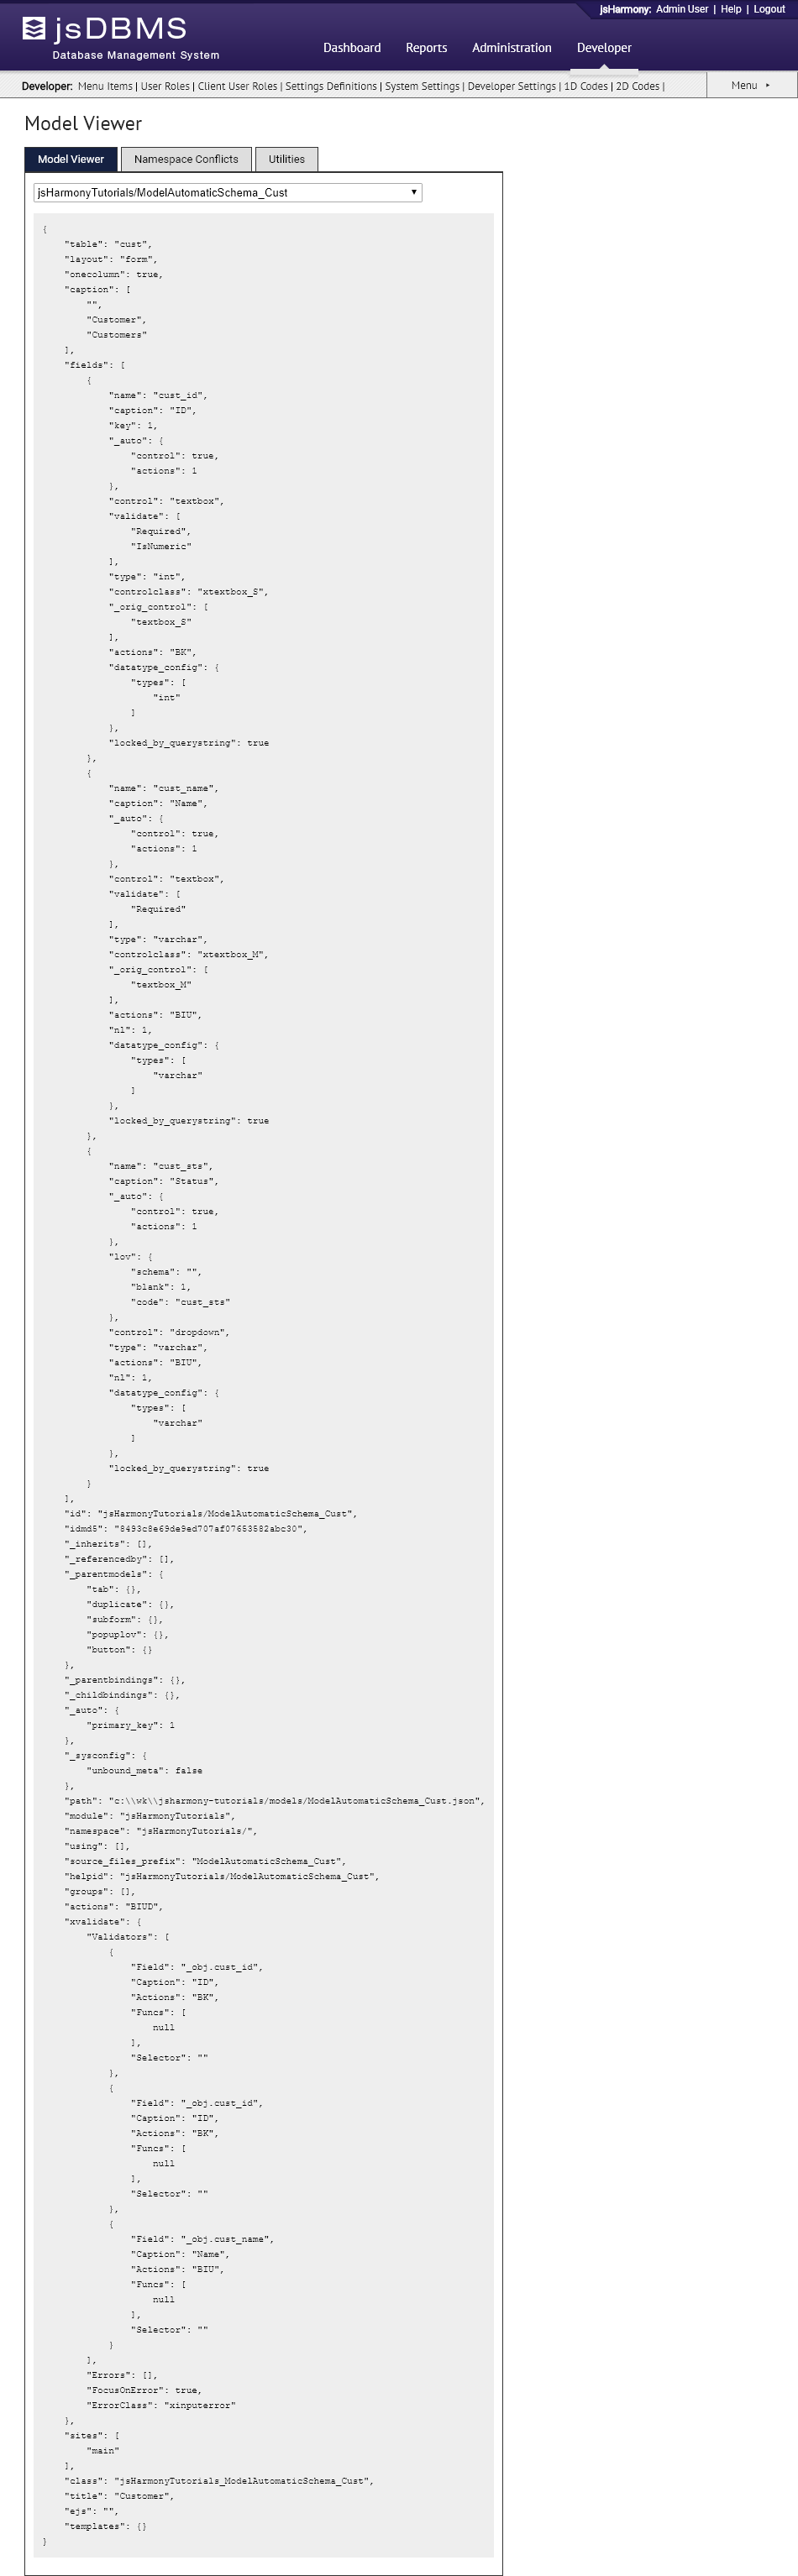 jsHarmony: Admin User | Help | Logout
jsDBMS
Database Management System
Dashboard Reports Administration Developer
Developer: Menu Items | User Roles | Client User Roles | Settings Definitions | System Settings | Developer Settings | 1D Codes | 2D Codes |
Menu ▸
Model Viewer
Model Viewer Namespace Conflicts Utilities
jsHarmonyTutorials/ModelAutomaticSchema_Cust ▼
{
    "table": "cust",
    "layout": "form",
    "onecolumn": true,
    "caption": [
        "",
        "Customer",
        "Customers"
    ],
    "fields": [
        {
            "name": "cust_id",
            "caption": "ID",
            "key": 1,
            "_auto": {
                "control": true,
                "actions": 1
            },
            "control": "textbox",
            "validate": [
                "Required",
                "IsNumeric"
            ],
            "type": "int",
            "controlclass": "xtextbox_S",
            "_orig_control": [
                "textbox_S"
            ],
            "actions": "BK",
            "datatype_config": {
                "types": [
                    "int"
                ]
            },
            "locked_by_querystring": true
        },
        {
            "name": "cust_name",
            "caption": "Name",
            "_auto": {
                "control": true,
                "actions": 1
            },
            "control": "textbox",
            "validate": [
                "Required"
            ],
            "type": "varchar",
            "controlclass": "xtextbox_M",
            "_orig_control": [
                "textbox_M"
            ],
            "actions": "BIU",
            "nl": 1,
            "datatype_config": {
                "types": [
                    "varchar"
                ]
            },
            "locked_by_querystring": true
        },
        {
            "name": "cust_sts",
            "caption": "Status",
            "_auto": {
                "control": true,
                "actions": 1
            },
            "lov": {
                "schema": "",
                "blank": 1,
                "code": "cust_sts"
            },
            "control": "dropdown",
            "type": "varchar",
            "actions": "BIU",
            "nl": 1,
            "datatype_config": {
                "types": [
                    "varchar"
                ]
            },
            "locked_by_querystring": true
        }
    ],
    "id": "jsHarmonyTutorials/ModelAutomaticSchema_Cust",
    "idmd5": "8493c8e69de9ed707af07653582abc30",
    "_inherits": [],
    "_referencedby": [],
    "_parentmodels": {
        "tab": {},
        "duplicate": {},
        "subform": {},
        "popuplov": {},
        "button": {}
    },
    "_parentbindings": {},
    "_childbindings": {},
    "_auto": {
        "primary_key": 1
    },
    "_sysconfig": {
        "unbound_meta": false
    },
    "path": "c:\\wk\\jsharmony-tutorials/models/ModelAutomaticSchema_Cust.json",
    "module": "jsHarmonyTutorials",
    "namespace": "jsHarmonyTutorials/",
    "using": [],
    "source_files_prefix": "ModelAutomaticSchema_Cust",
    "helpid": "jsHarmonyTutorials/ModelAutomaticSchema_Cust",
    "groups": [],
    "actions": "BIUD",
    "xvalidate": {
        "Validators": [
            {
                "Field": "_obj.cust_id",
                "Caption": "ID",
                "Actions": "BK",
                "Funcs": [
                    null
                ],
                "Selector": ""
            },
            {
                "Field": "_obj.cust_id",
                "Caption": "ID",
                "Actions": "BK",
                "Funcs": [
                    null
                ],
                "Selector": ""
            },
            {
                "Field": "_obj.cust_name",
                "Caption": "Name",
                "Actions": "BIU",
                "Funcs": [
                    null
                ],
                "Selector": ""
            }
        ],
        "Errors": [],
        "FocusOnError": true,
        "ErrorClass": "xinputerror"
    },
    "sites": [
        "main"
    ],
    "class": "jsHarmonyTutorials_ModelAutomaticSchema_Cust",
    "title": "Customer",
    "ejs": "",
    "templates": {}
}